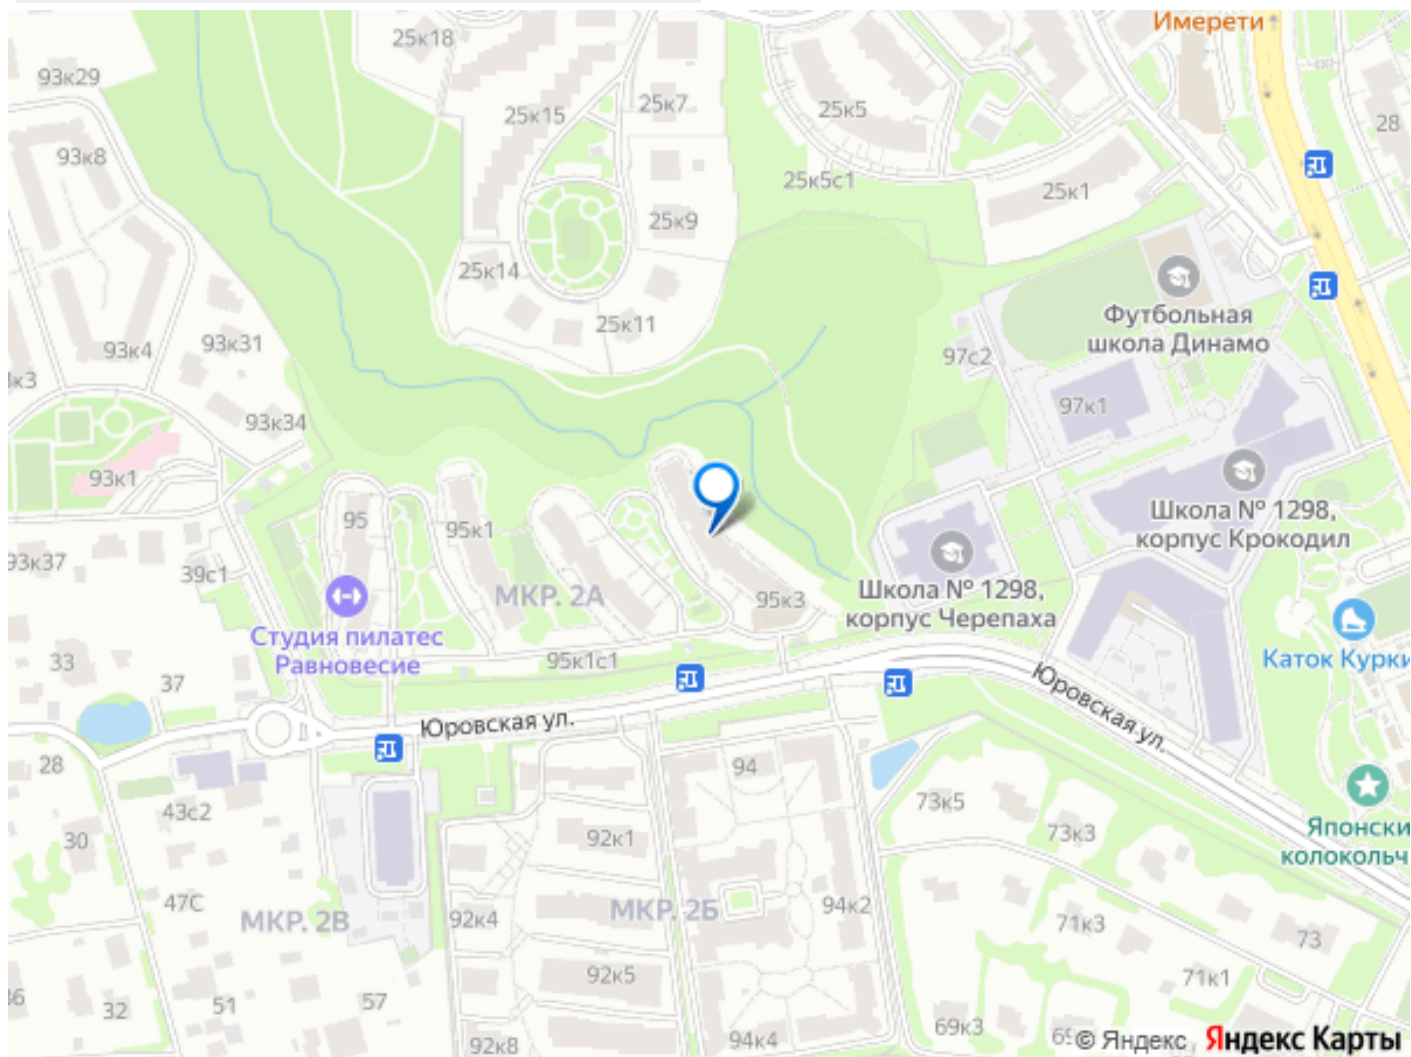 Имерети
25к18
93к29
25к15
25к7
25к5
28
93к8
25к5с1
25к1
25к9
25к14
Футбольная
школа Динамо
25к11
93к31
93к4
97с2
к3
97к1
93к34
93к1
Школа № 1298,
корпус Крокодил
95
95к1
93к37
39с1
МКР. 2А
95к3
Школа № 1298,
корпус Черепаха
Студия пилатес
Равновесие
95к1с1
33
37
Каток Курки
Юровская ул.
Юровская ул.
28
94
43с2
73к5
73к3
30
92к1
Японски
колокольч
47С
МКР. 2В
92к4
МКР. 2Б
94к2
71к3
73
92к5
71к1
36
32
51
57
92к8
94к4
69к3
© Яндекс
Яндекс Карты